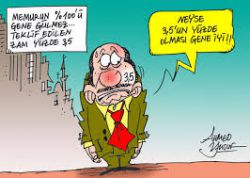 MEMURUN %100'Ü
GENE GÜLMEZ...
TEKLİF EDİLEN
ZAM YÜZDE 3.5
NEYSE
3,5'UN YÜZDE
OLMASI GENE İYİ!
3.5